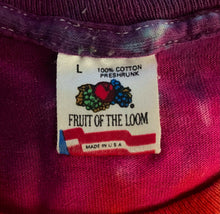 L 100% COTTON
PRESHRUNK
FRUIT OF THE LOOM
MADE IN U.S.A